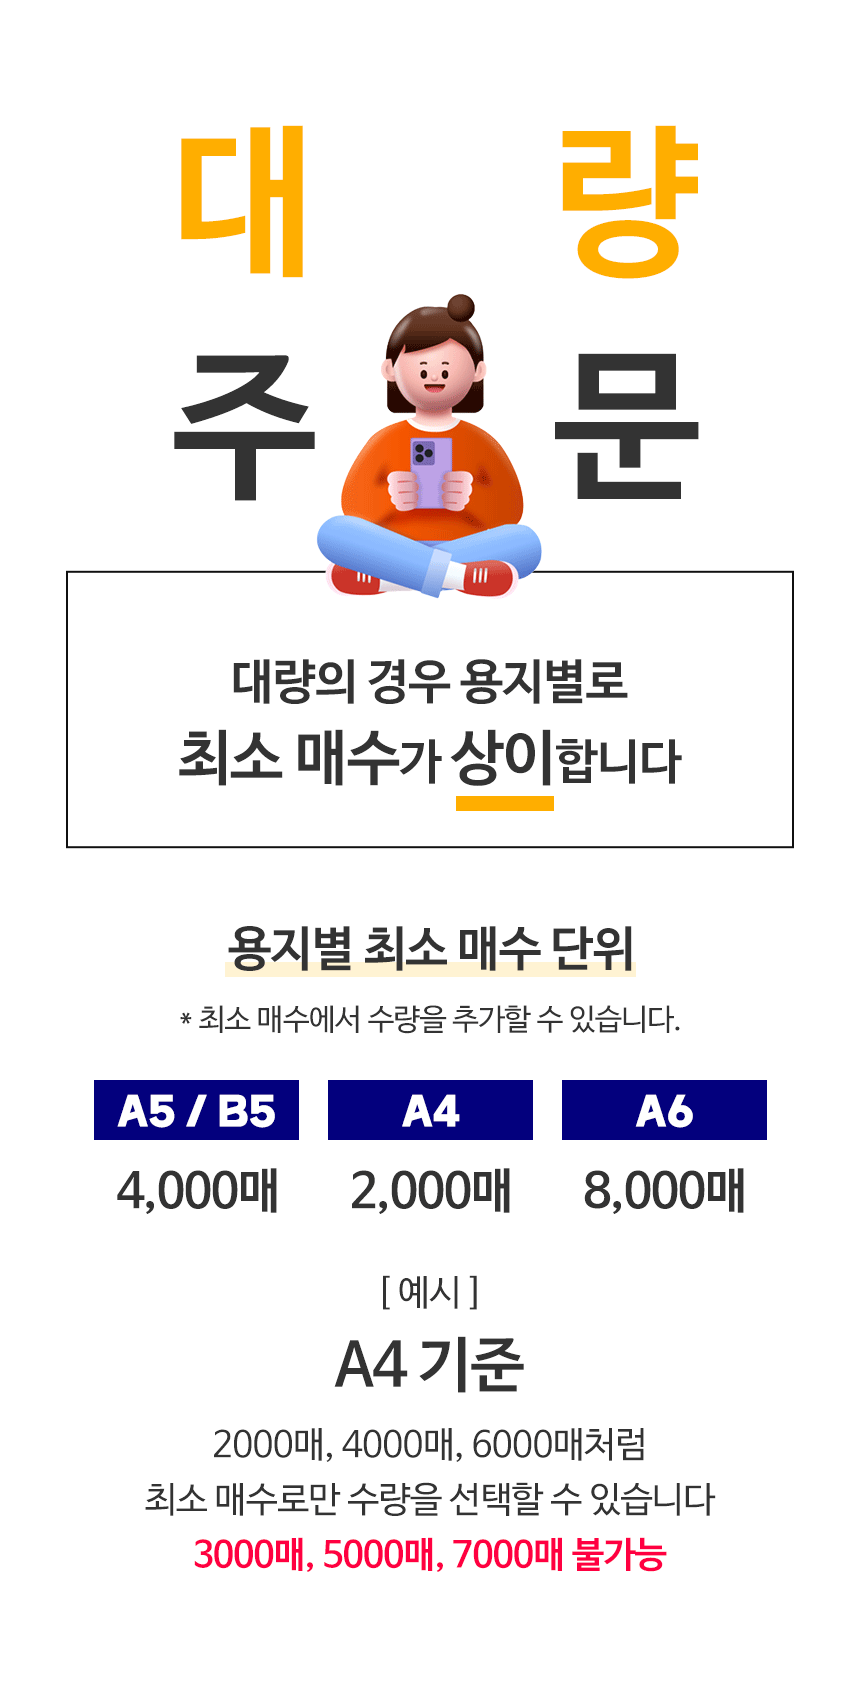 대량
주문
대량의 경우 용지별로
최소 매수가 상이합니다
용지별 최소 매수 단위
* 최소 매수에서 수량을 추가할 수 있습니다.
A5 / B5 A4 A6
4,000매 2,000매 8,000매
[ 예시 ]
A4 기준
2000매, 4000매, 6000매처럼
최소 매수로만 수량을 선택할 수 있습니다
3000매, 5000매, 7000매 불가능